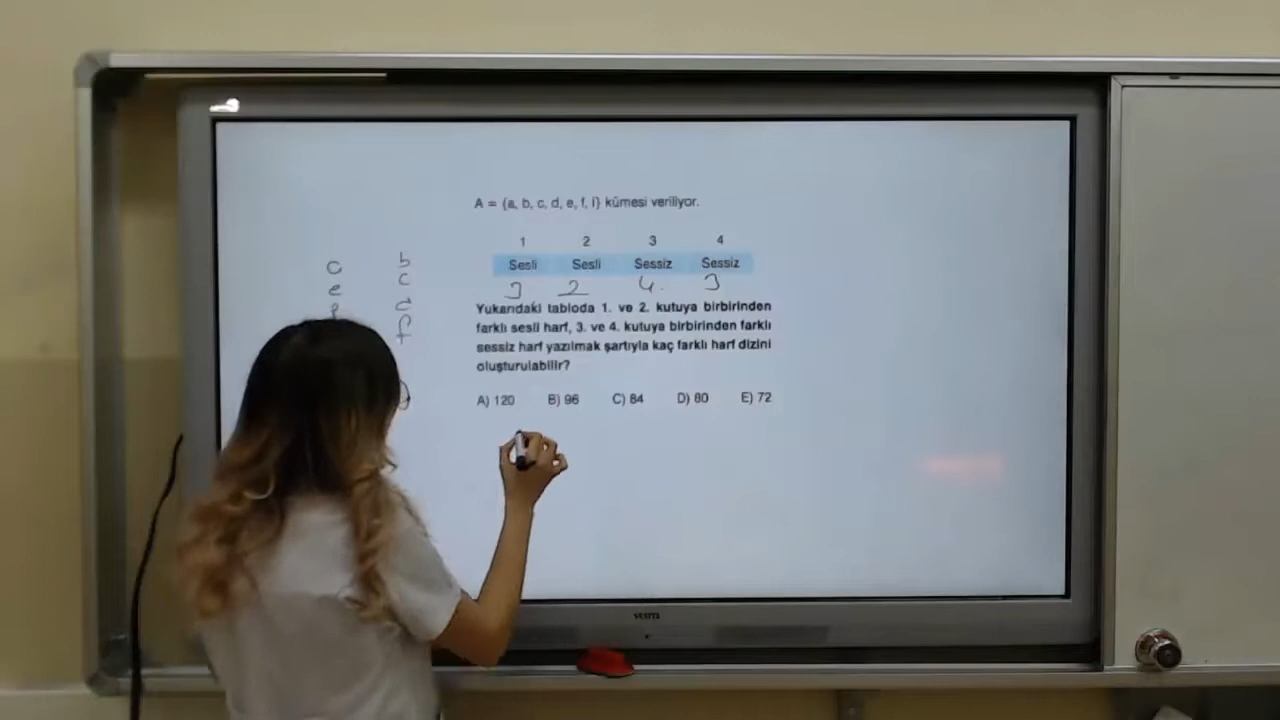 A = {a, b, c, d, e, f, i} kümesi veriliyor.
1 2 3 4
Sesli Sesli Sessiz Sessiz
3 2 4. 3
Yukarıdaki tabloda 1. ve 2. kutuya birbirinden
farklı sesli harf, 3. ve 4. kutuya birbirinden farklı
sessiz harf yazılmak şartıyla kaç farklı harf dizini
oluşturulabilir?
A) 120 B) 96 C) 84 D) 80 E) 72
e
b
c
d
f
VESTEL